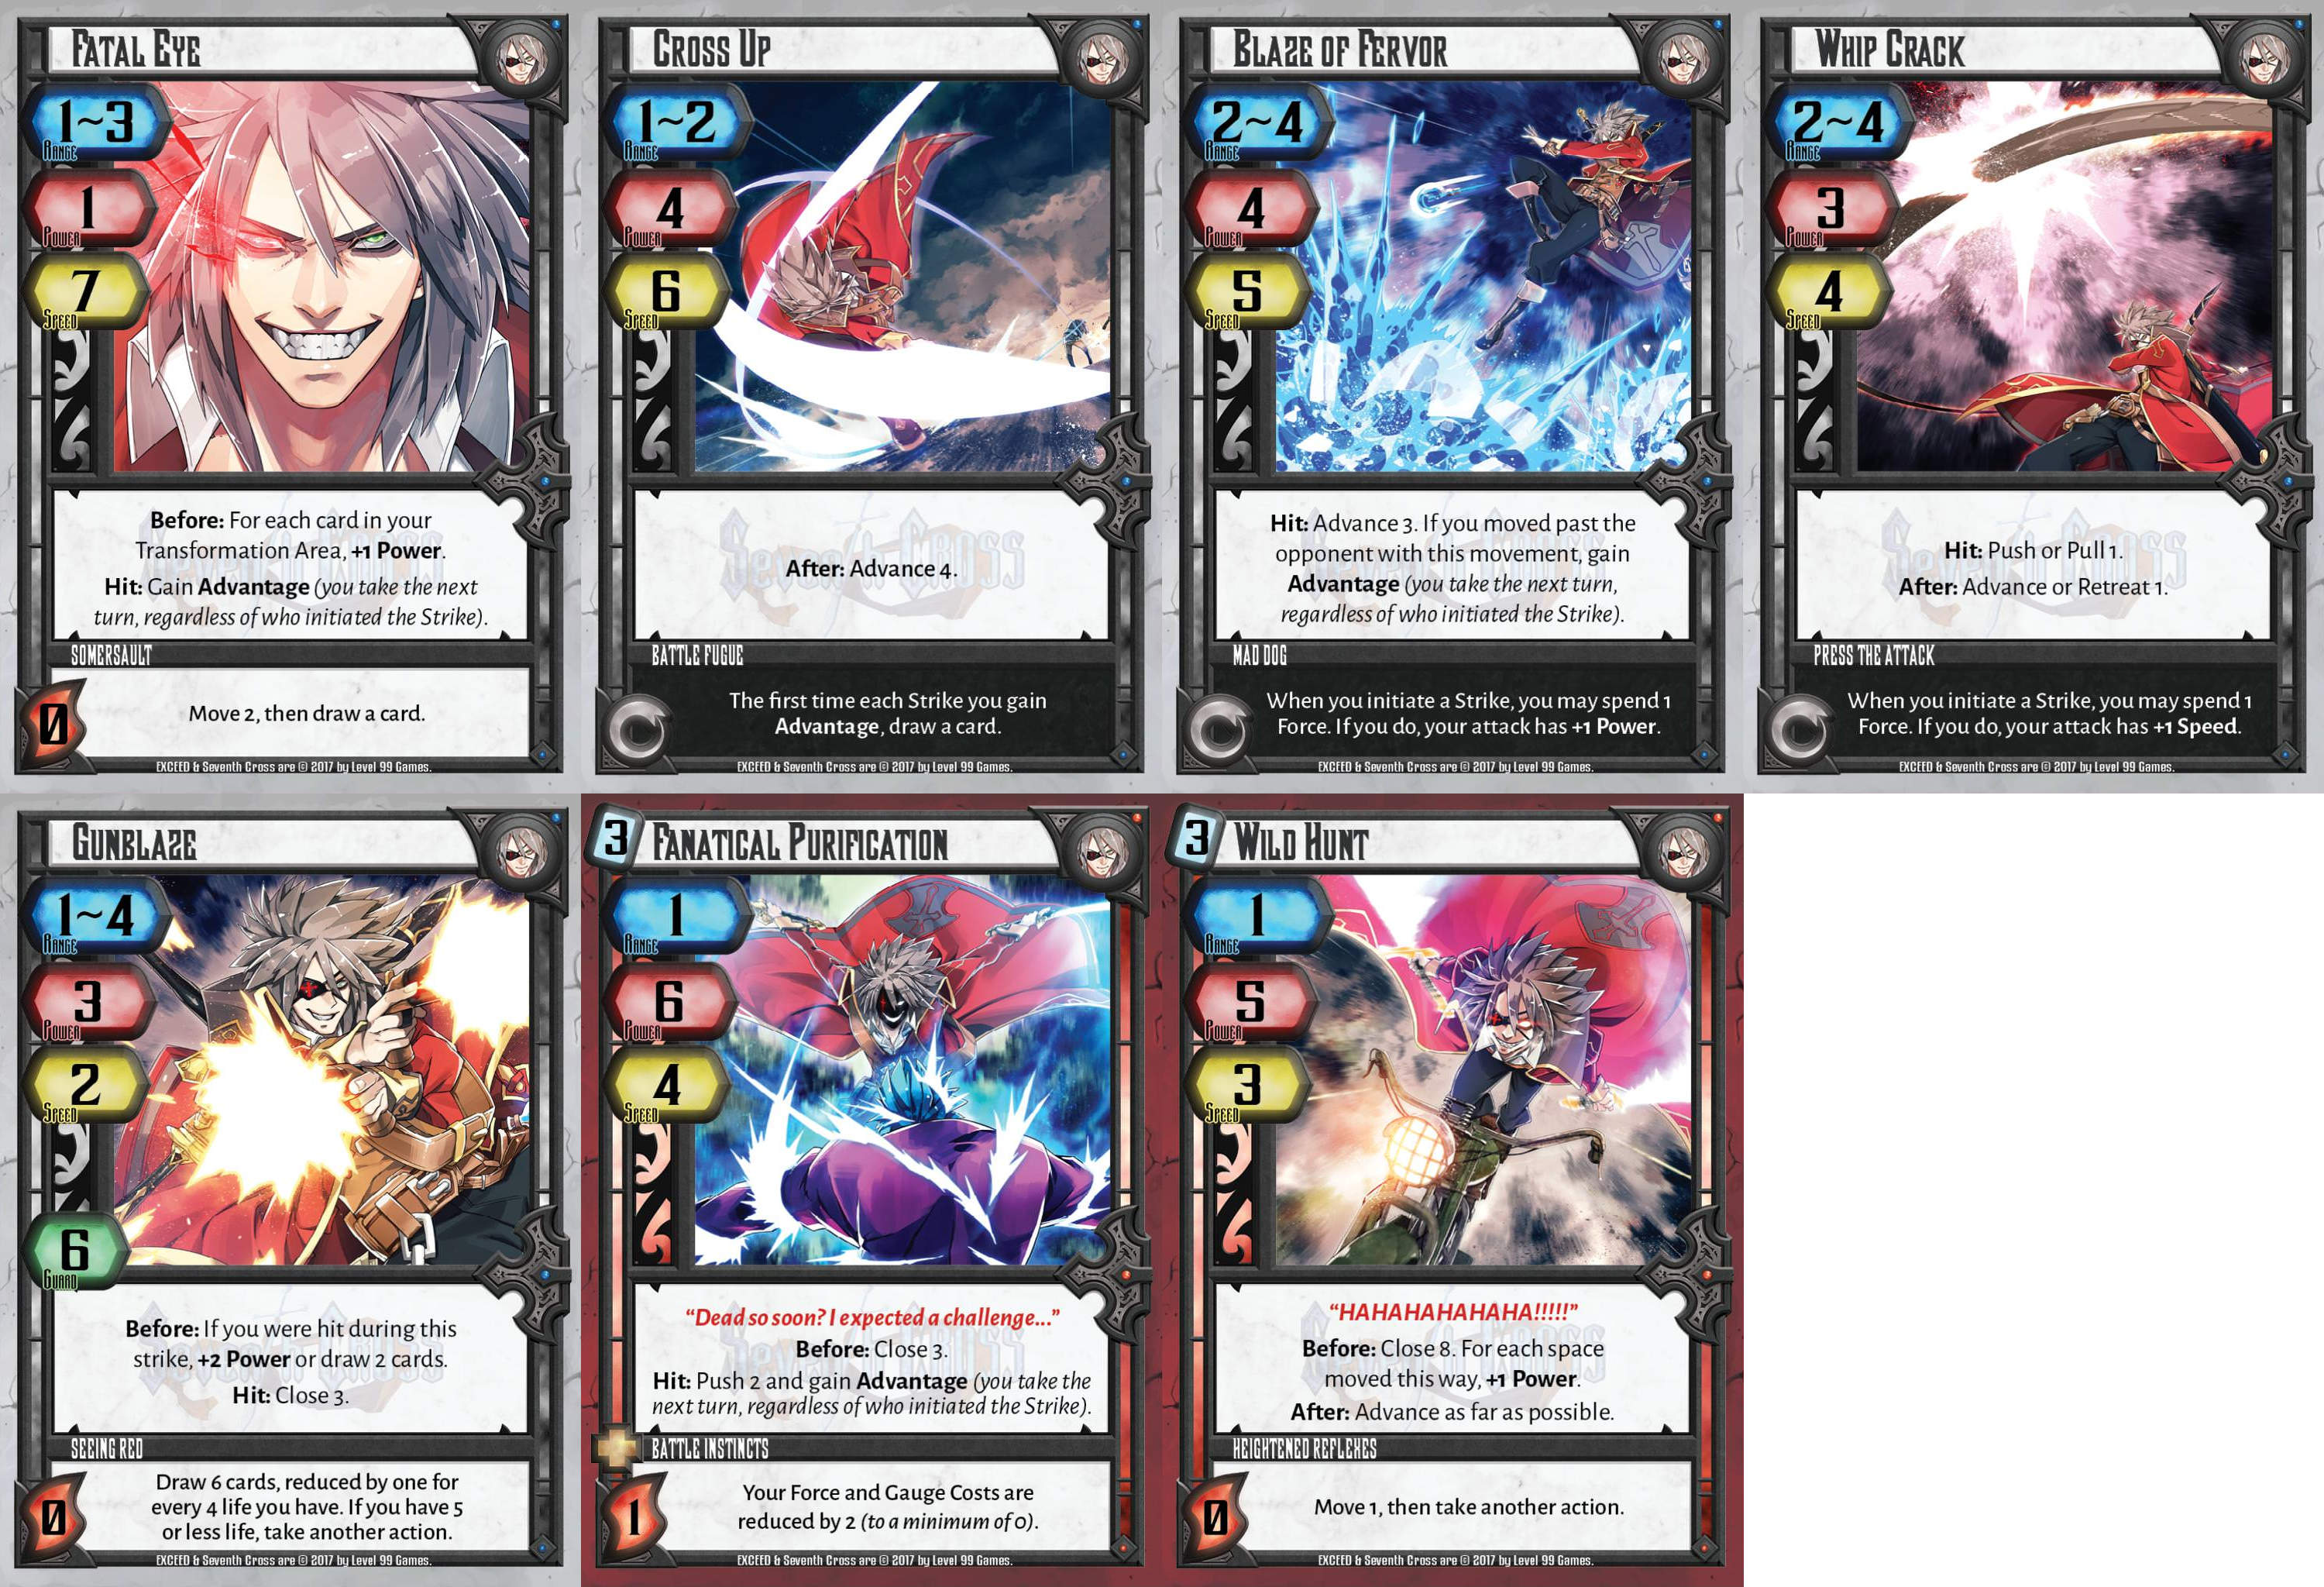 FATAL EYE
1~3
RANGE
1
POWER
7
SPEED
Before: For each card in your
Transformation Area, +1 Power.
Hit: Gain Advantage (you take the next
turn, regardless of who initiated the Strike).
SOMERSAULT
0
Move 2, then draw a card.
EXCEED & Seventh Cross are © 2017 by Level 99 Games.
CROSS UP
1~2
RANGE
4
POWER
6
SPEED
Seventh Cross
After: Advance 4.
BATTLE FUGUE
The first time each Strike you gain
Advantage, draw a card.
EXCEED & Seventh Cross are © 2017 by Level 99 Games.
BLAZE OF FERVOR
2~4
RANGE
4
POWER
5
SPEED
Hit: Advance 3. If you moved past the
opponent with this movement, gain
Advantage (you take the next turn,
regardless of who initiated the Strike).
MAD DOG
When you initiate a Strike, you may spend 1
Force. If you do, your attack has +1 Power.
EXCEED & Seventh Cross are © 2017 by Level 99 Games.
WHIP CRACK
2~4
RANGE
3
POWER
4
SPEED
Seventh Cross
Hit: Push or Pull 1.
After: Advance or Retreat 1.
PRESS THE ATTACK
When you initiate a Strike, you may spend 1
Force. If you do, your attack has +1 Speed.
EXCEED & Seventh Cross are © 2017 by Level 99 Games.
GUNBLAZE
1~4
RANGE
3
POWER
2
SPEED
6
GUARD
Before: If you were hit during this
strike, +2 Power or draw 2 cards.
Hit: Close 3.
SEEING RED
0
Draw 6 cards, reduced by one for
every 4 life you have. If you have 5
or less life, take another action.
EXCEED & Seventh Cross are © 2017 by Level 99 Games.
3
FANATICAL PURIFICATION
1
RANGE
6
POWER
4
SPEED
“Dead so soon? I expected a challenge...”
Before: Close 3.
Hit: Push 2 and gain Advantage (you take the
next turn, regardless of who initiated the Strike).
BATTLE INSTINCTS
1
Your Force and Gauge Costs are
reduced by 2 (to a minimum of 0).
EXCEED & Seventh Cross are © 2017 by Level 99 Games.
3
WILD HUNT
1
RANGE
5
POWER
3
SPEED
“HAHAHAHAHAHA!!!!!”
Before: Close 8. For each space
moved this way, +1 Power.
After: Advance as far as possible.
HEIGHTENED REFLEXES
0
Move 1, then take another action.
EXCEED & Seventh Cross are © 2017 by Level 99 Games.